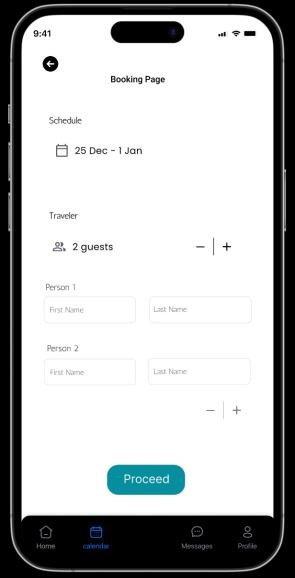 9:41
Booking Page
Schedule
25 Dec - 1 Jan
Traveler
2 guests
Person 1
First Name Last Name
Person 2
First Name Last Name
Proceed
Home calendar Messages Profile